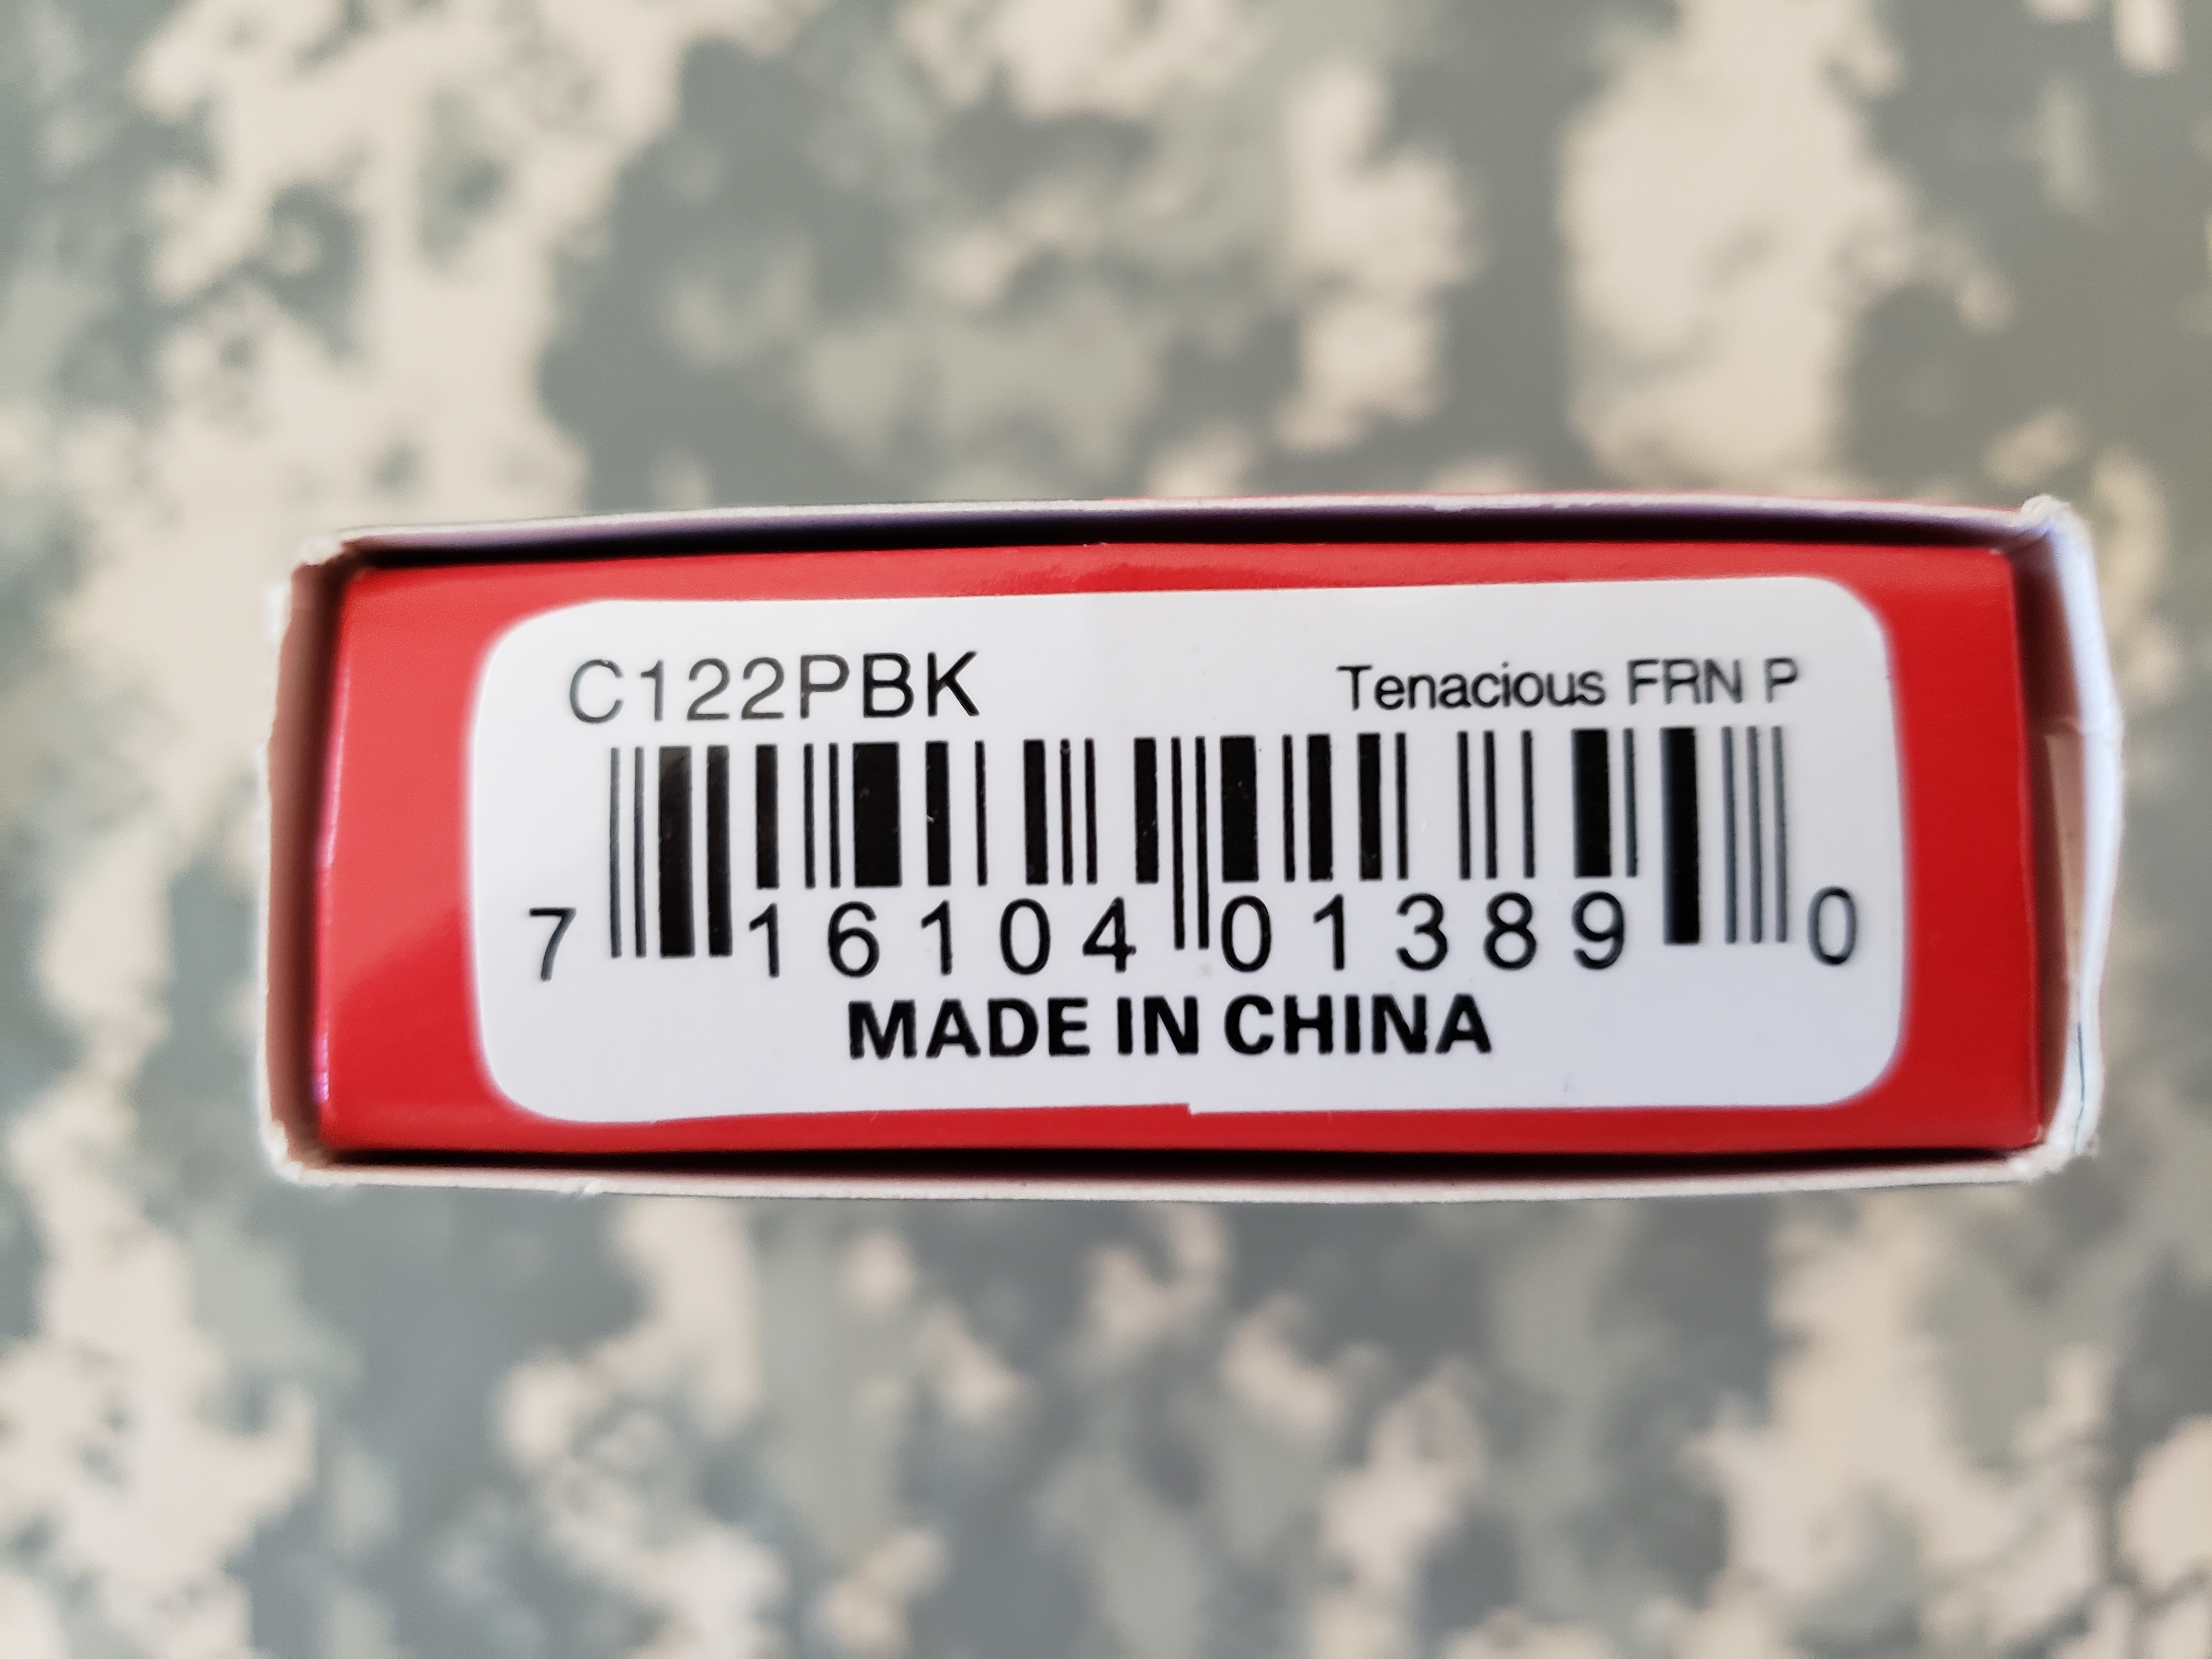 C122PBK Tenacious FRN P
7 16104 01389 0
MADE IN CHINA